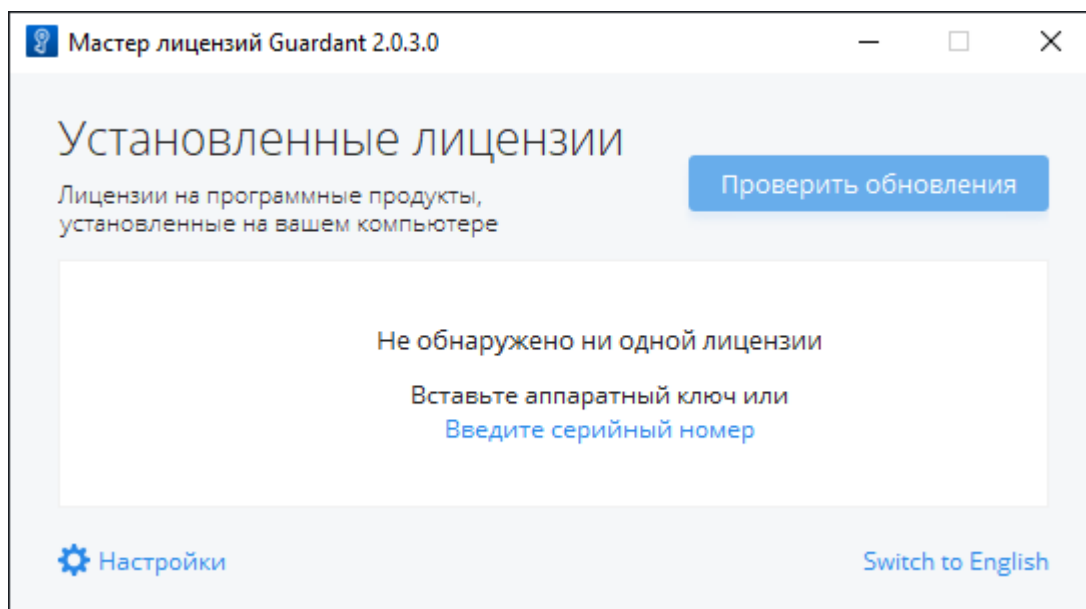 Мастер лицензий Guardant 2.0.3.0
Установленные лицензии
Лицензии на программные продукты,
установленные на вашем компьютере
Проверить обновления
Не обнаружено ни одной лицензии
Вставьте аппаратный ключ или
Введите серийный номер
Настройки
Switch to English